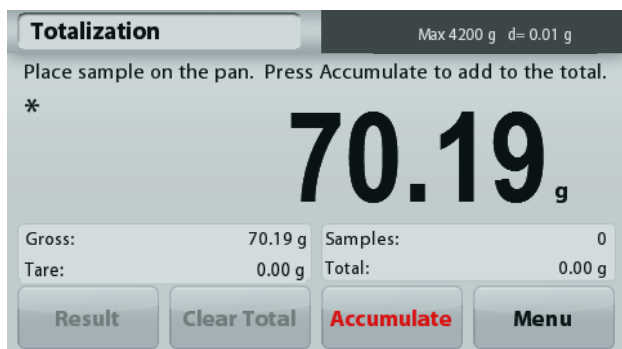 Totalization
Max 4200 g d= 0.01 g
Place sample on the pan. Press Accumulate to add to the total.
*
70.19 g
Gross: 70.19 g Samples: 0
Tare: 0.00 g Total: 0.00 g
Result Clear Total Accumulate Menu